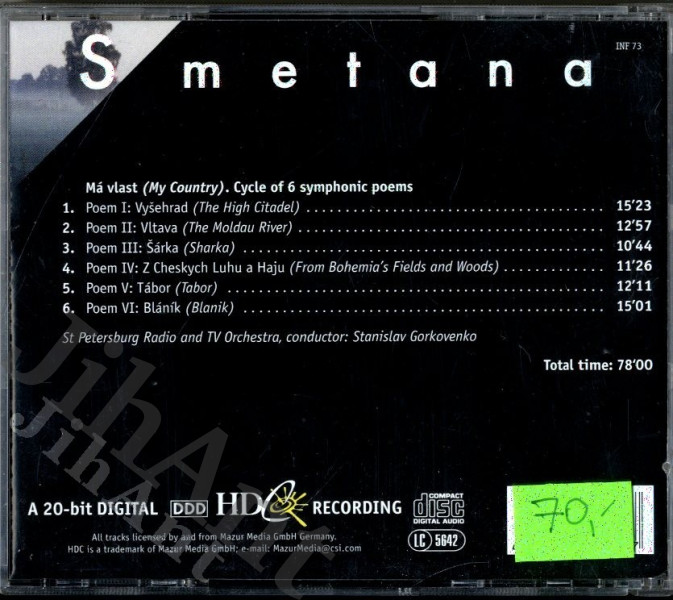 Smetana
INF 73
Má vlast (My Country). Cycle of 6 symphonic poems
1. Poem I: Vyšehrad (The High Citadel) 15'23
2. Poem II: Vltava (The Moldau River) 12'57
3. Poem III: Šárka (Sharka) 10'44
4. Poem IV: Z Cheskych Luhu a Haju (From Bohemia's Fields and Woods) 11'26
5. Poem V: Tábor (Tabor) 12'11
6. Poem VI: Bláník (Blanik) 15'01
St Petersburg Radio and TV Orchestra, conductor: Stanislav Gorkovenko
Total time: 78'00
JihArt
JihArt
A 20-bit DIGITAL DDD HDC RECORDING
COMPACT disc DIGITAL AUDIO
LC 5642
70,-
All tracks licensed by and from Mazur Media GmbH Germany.
HDC is a trademark of Mazur Media GmbH; e-mail: MazurMedia@csi.com